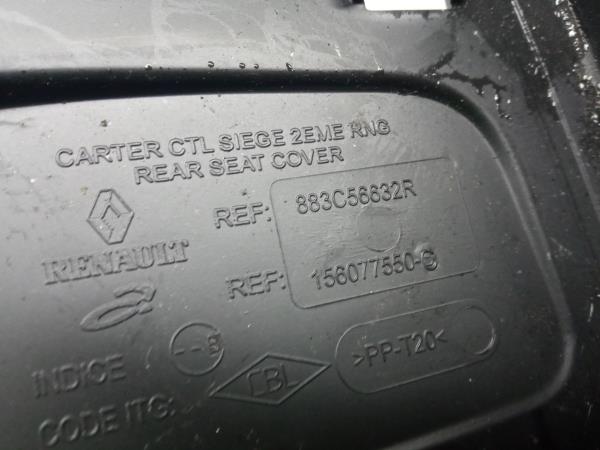 CARTER CTL SIEGE 2EME RNG
REAR SEAT COVER
REF: 883C56632R
RENAULT
REF: 156077550-G
INDICE
CODE ITG:
CBL
>PP-T20<